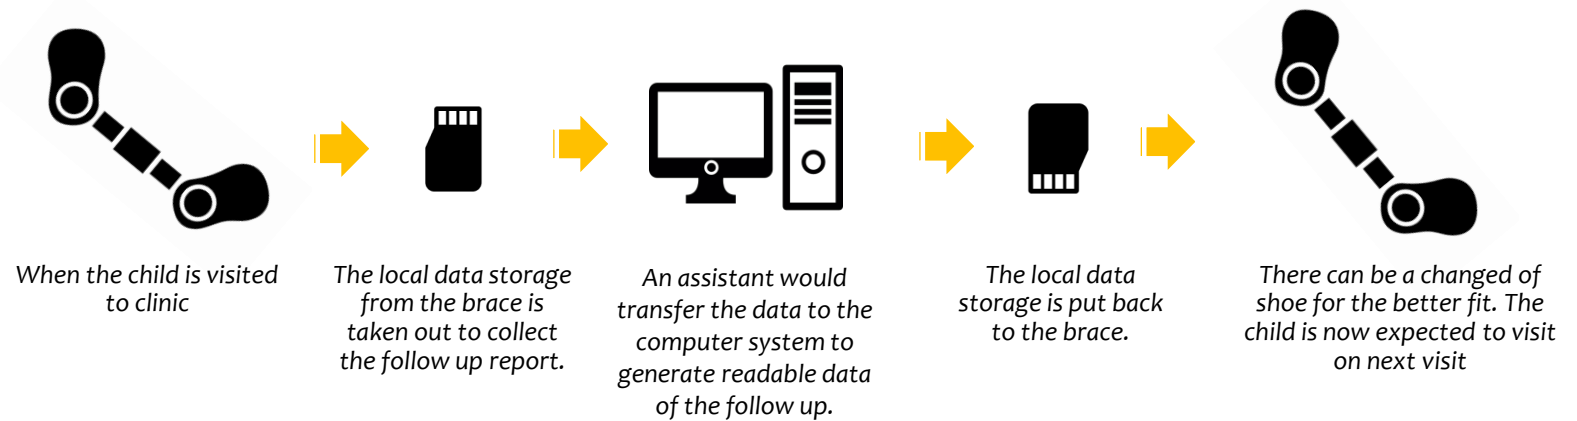 When the child is visited
to clinic
The local data storage
from the brace is
taken out to collect
the follow up report.
An assistant would
transfer the data to the
computer system to
generate readable data
of the follow up.
The local data
storage is put back
to the brace.
There can be a changed of
shoe for the better fit. The
child is now expected to visit
on next visit